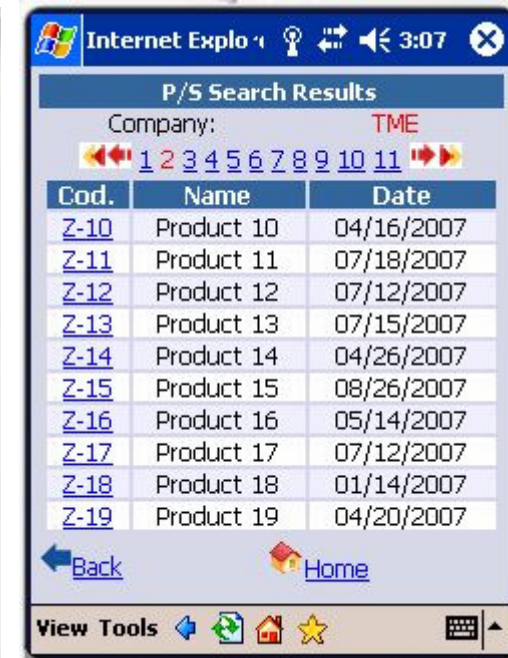 Internet Explo 3:07
P/S Search Results
Company: TME
1 2 3 4 5 6 7 8 9 10 11
Cod. Name Date
Z-10 Product 10 04/16/2007
Z-11 Product 11 07/18/2007
Z-12 Product 12 07/12/2007
Z-13 Product 13 07/15/2007
Z-14 Product 14 04/26/2007
Z-15 Product 15 08/26/2007
Z-16 Product 16 05/14/2007
Z-17 Product 17 07/12/2007
Z-18 Product 18 01/14/2007
Z-19 Product 19 04/20/2007
Back Home
View Tools